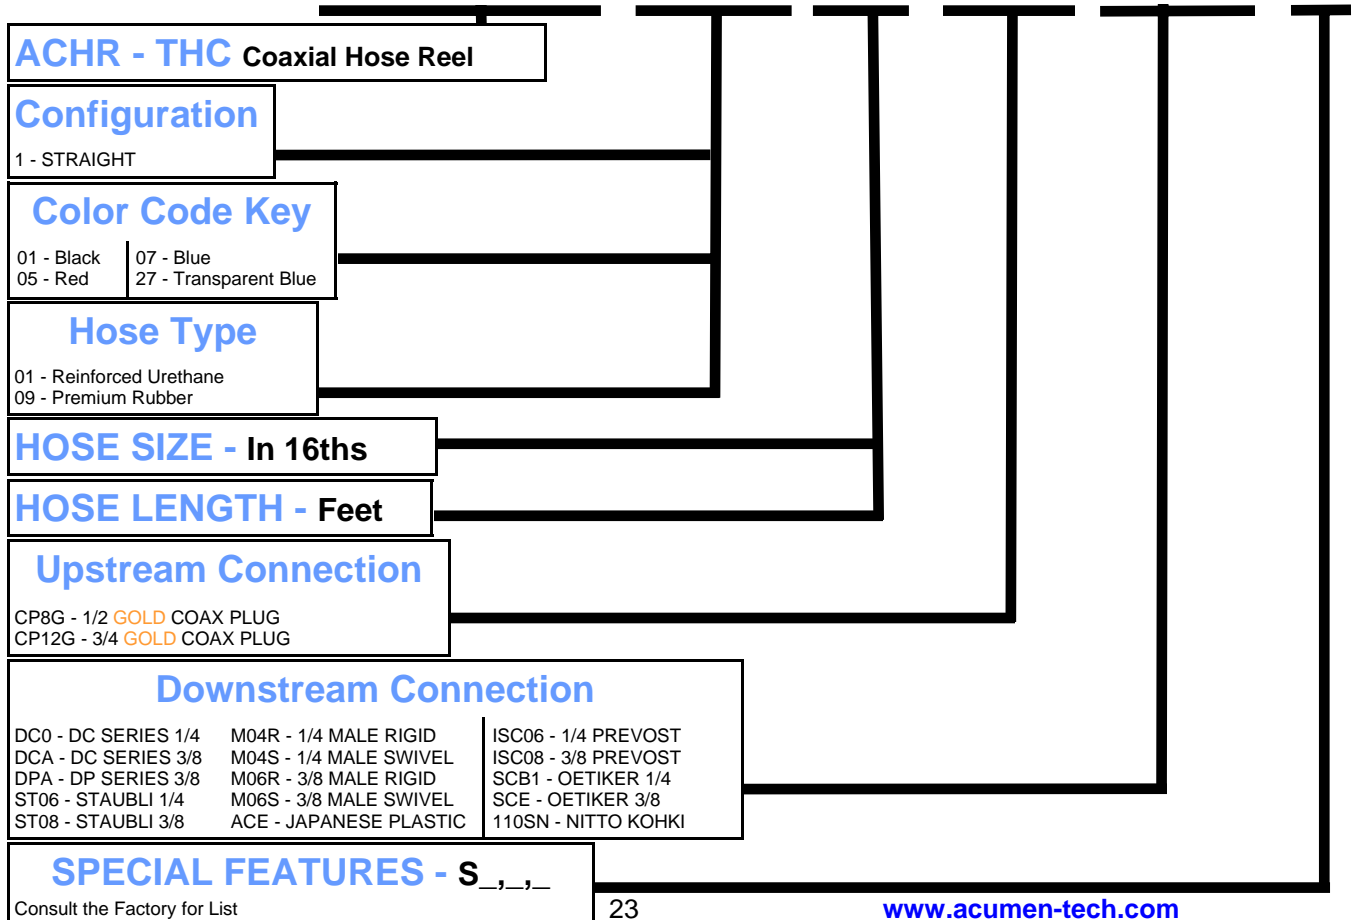 ACHR - THC Coaxial Hose Reel
Configuration
1 - STRAIGHT
Color Code Key
01 - Black
05 - Red
07 - Blue
27 - Transparent Blue
Hose Type
01 - Reinforced Urethane
09 - Premium Rubber
HOSE SIZE - In 16ths
HOSE LENGTH - Feet
Upstream Connection
CP8G - 1/2 GOLD COAX PLUG
CP12G - 3/4 GOLD COAX PLUG
Downstream Connection
DC0 - DC SERIES 1/4
DCA - DC SERIES 3/8
DPA - DP SERIES 3/8
ST06 - STAUBLI 1/4
ST08 - STAUBLI 3/8
M04R - 1/4 MALE RIGID
M04S - 1/4 MALE SWIVEL
M06R - 3/8 MALE RIGID
M06S - 3/8 MALE SWIVEL
ACE - JAPANESE PLASTIC
ISC06 - 1/4 PREVOST
ISC08 - 3/8 PREVOST
SCB1 - OETIKER 1/4
SCE - OETIKER 3/8
110SN - NITTO KOHKI
SPECIAL FEATURES - S_,_,_
Consult the Factory for List
23
www.acumen-tech.com